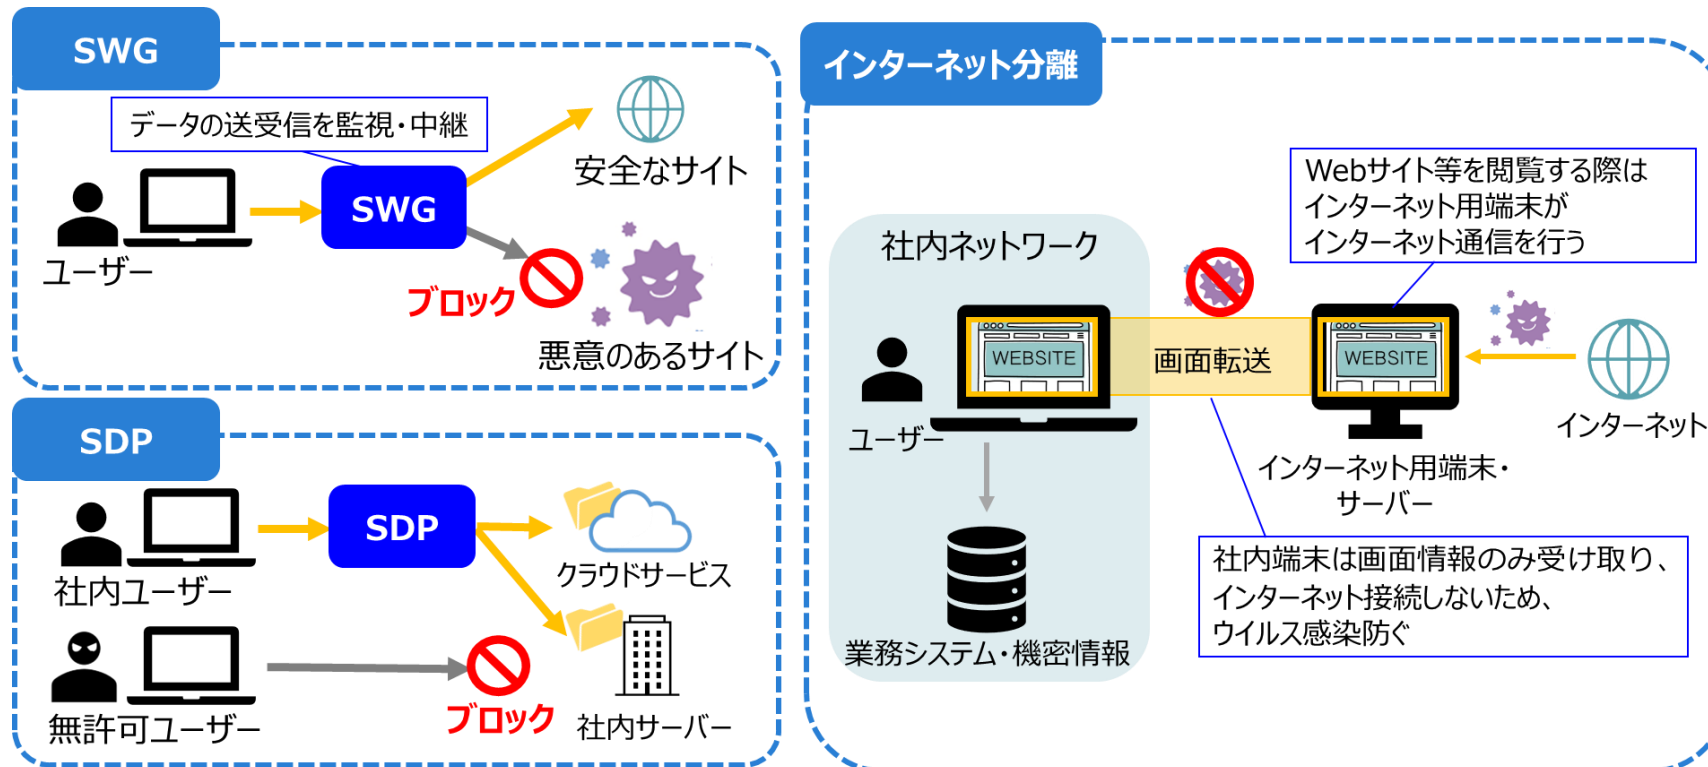 SWG
データの送受信を監視・中継
SWG
ユーザー
安全なサイト
ブロック
悪意のあるサイト
SDP
SDP
社内ユーザー
クラウドサービス
無許可ユーザー
ブロック
社内サーバー
インターネット分離
Webサイト等を閲覧する際は
インターネット用端末が
インターネット通信を行う
社内ネットワーク
WEBSITE
画面転送
WEBSITE
ユーザー
インターネット
インターネット用端末・
サーバー
業務システム・機密情報
社内端末は画面情報のみ受け取り、
インターネット接続しないため、
ウイルス感染防ぐ